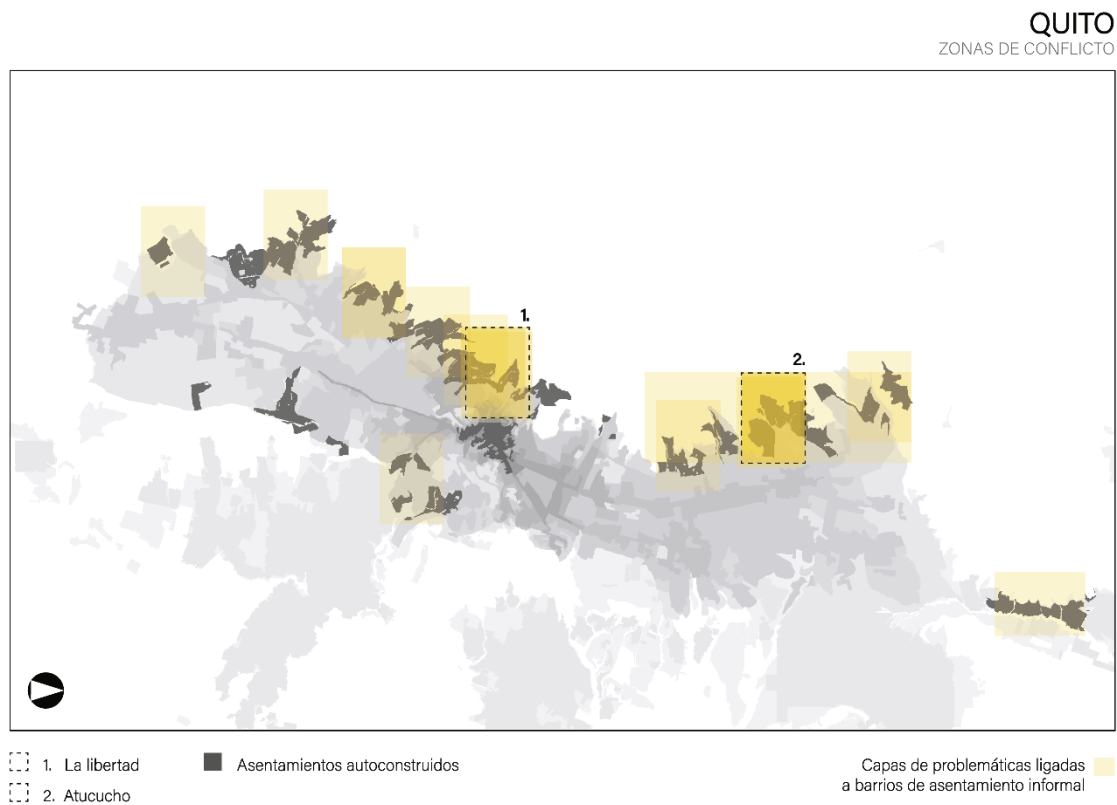 QUITO
ZONAS DE CONFLICTO
1.
2.
1. La libertad
2. Atucucho
Asentamientos autoconstruidos
Capas de problemáticas ligadas
a barrios de asentamiento informal